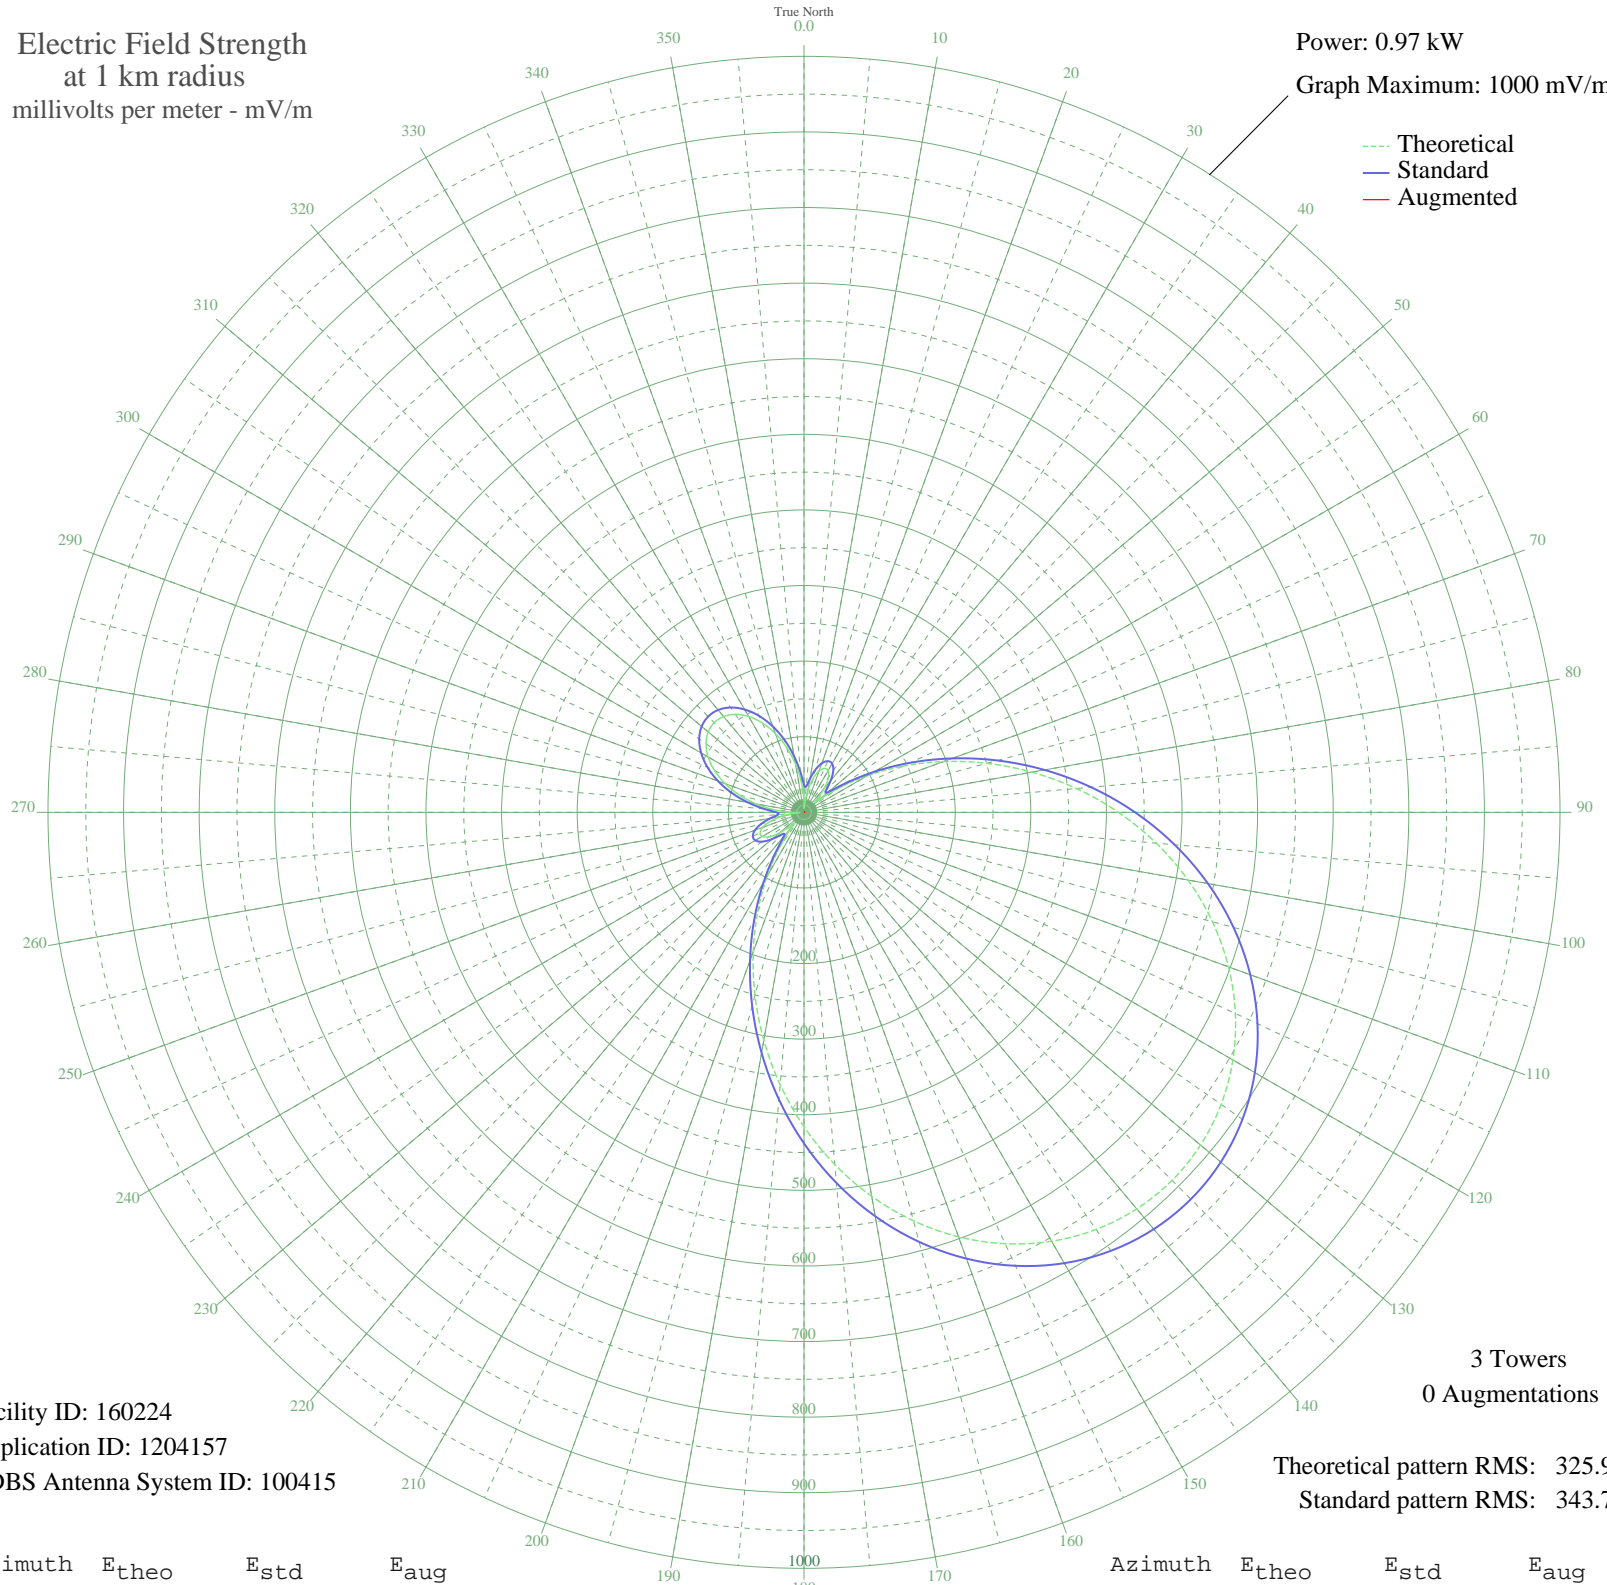 True North
Electric Field Strength
at 1 km radius
millivolts per meter - mV/m
Power: 0.97 kW
Graph Maximum: 1000 mV/m
Theoretical
Standard
Augmented
0.0
10
20
30
40
50
60
70
80
90
100
110
120
130
140
150
160
170
190
200
210
220
230
240
250
260
270
280
290
300
310
320
330
340
350
200
300
400
500
600
700
800
900
1000
3 Towers
0 Augmentations
cility ID: 160224
plication ID: 1204157
DBS Antenna System ID: 100415
Theoretical pattern RMS: 325.9
Standard pattern RMS: 343.7
imuth Etheo Estd Eaug
Azimuth Etheo Estd Eaug